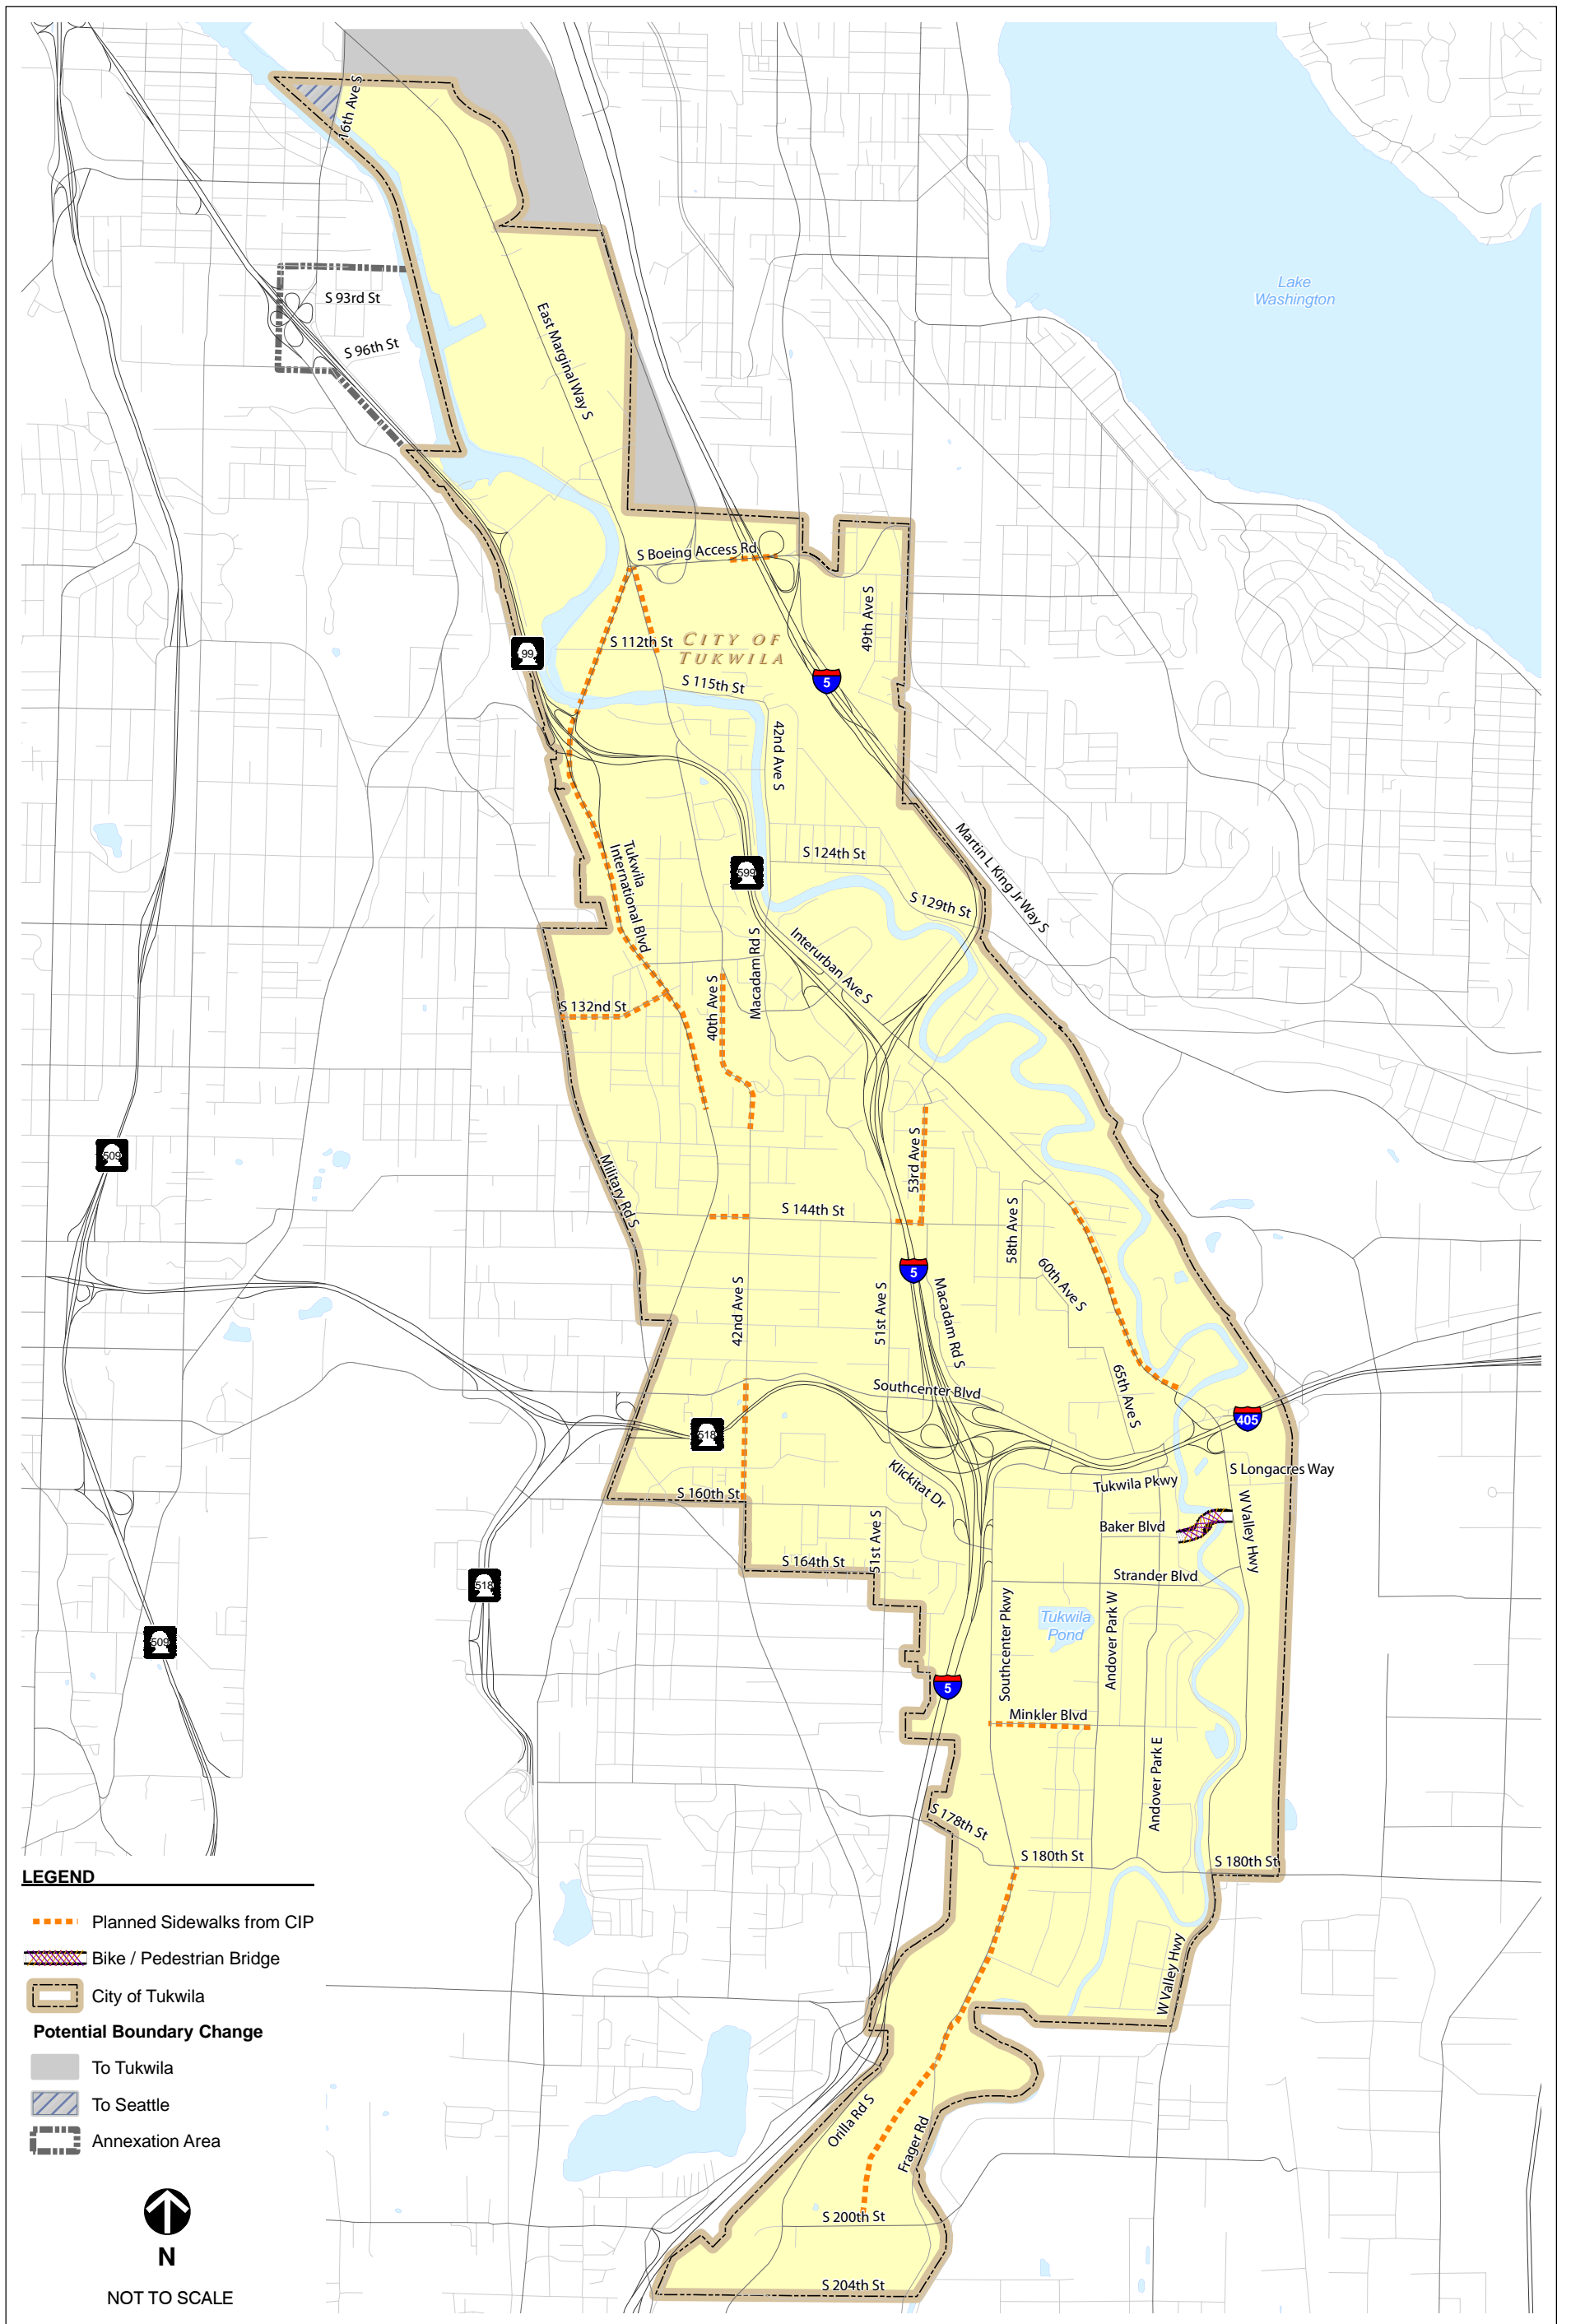 16th Ave S
Lake
Washington
S 93rd St
S 96th St
East Marginal Way S
S Boeing Access Rd
49th Ave S
S 112th St
CITY OF
TUKWILA
99
5
S 115th St
42nd Ave S
Martin L King Jr Way S
S 124th St
Tukwila
International Blvd
599
S 129th St
Interurban Ave S
Macadam Rd S
40th Ave S
S 132nd St
509
53rd Ave S
Military Rd S
S 144th St
58th Ave S
60th Ave S
5
42nd Ave S
51st Ave S
Macadam Rd S
65th Ave S
Southcenter Blvd
405
518
Klickitat Dr
S Longacres Way
Tukwila Pkwy
S 160th St
W Valley Hwy
Baker Blvd
51st Ave S
S 164th St
Strander Blvd
518
Tukwila
Pond
Southcenter Pkwy
Andover Park W
509
5
Minkler Blvd
Andover Park E
S 178th St
S 180th St
S 180th St
W Valley Hwy
Orilla Rd S
Frager Rd
S 200th St
S 204th St
LEGEND
Planned Sidewalks from CIP
Bike / Pedestrian Bridge
City of Tukwila
Potential Boundary Change
To Tukwila
To Seattle
Annexation Area
N
NOT TO SCALE